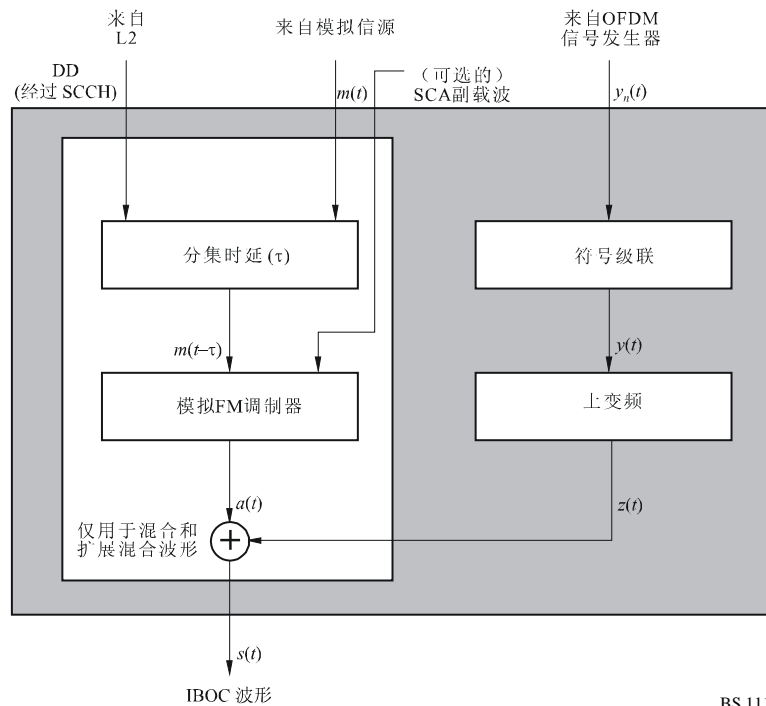 来自
L2
来自模拟信源
来自OFDM
信号发生器
DD
(经过 SCCH)
m(t)
（可选的）
SCA副载波
yn(t)
分集时延(τ)
符号级联
m(t–τ)
y(t)
模拟FM调制器
上变频
a(t)
z(t)
仅用于混合和
扩展混合波形
+
s(t)
IBOC 波形